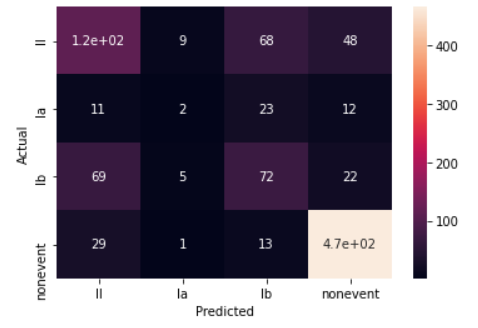 II 1.2e+02 9 68 48
Ia 11 2 23 12
Ib 69 5 72 22
nonevent 29 1 13 4.7e+02
II Ia Ib nonevent
Actual
Predicted
400
300
200
100